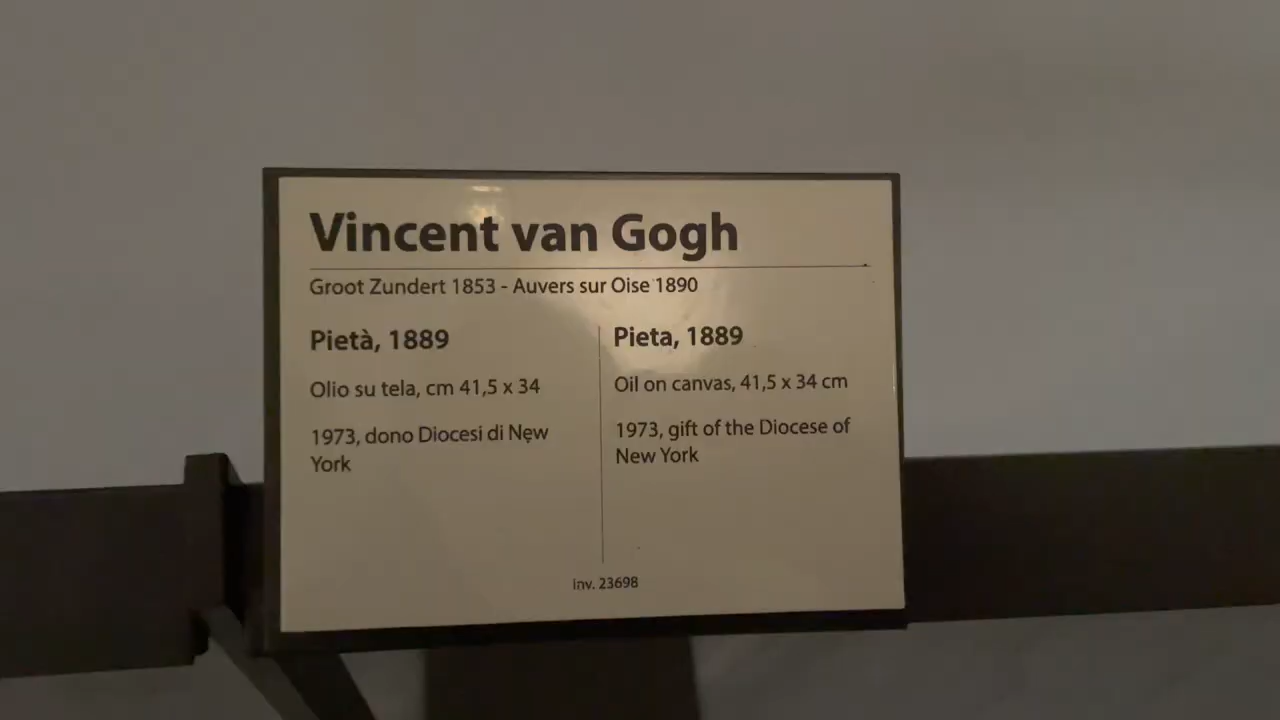 Vincent van Gogh
Groot Zundert 1853 - Auvers sur Oise 1890
Pietà, 1889
Olio su tela, cm 41,5 x 34
1973, dono Diocesi di New
York
Pieta, 1889
Oil on canvas, 41,5 x 34 cm
1973, gift of the Diocese of
New York
inv. 23698